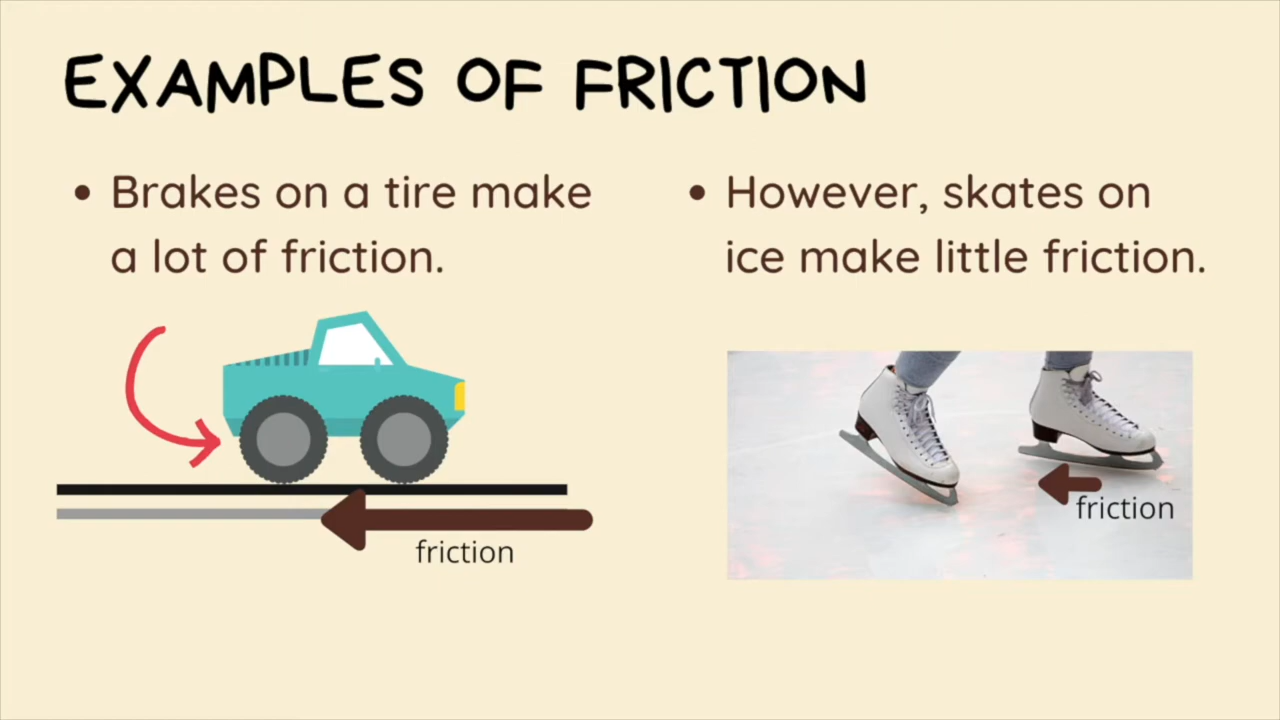 EXAMPLES OF FRICTION
• Brakes on a tire make
a lot of friction.
friction
• However, skates on
ice make little friction.
friction